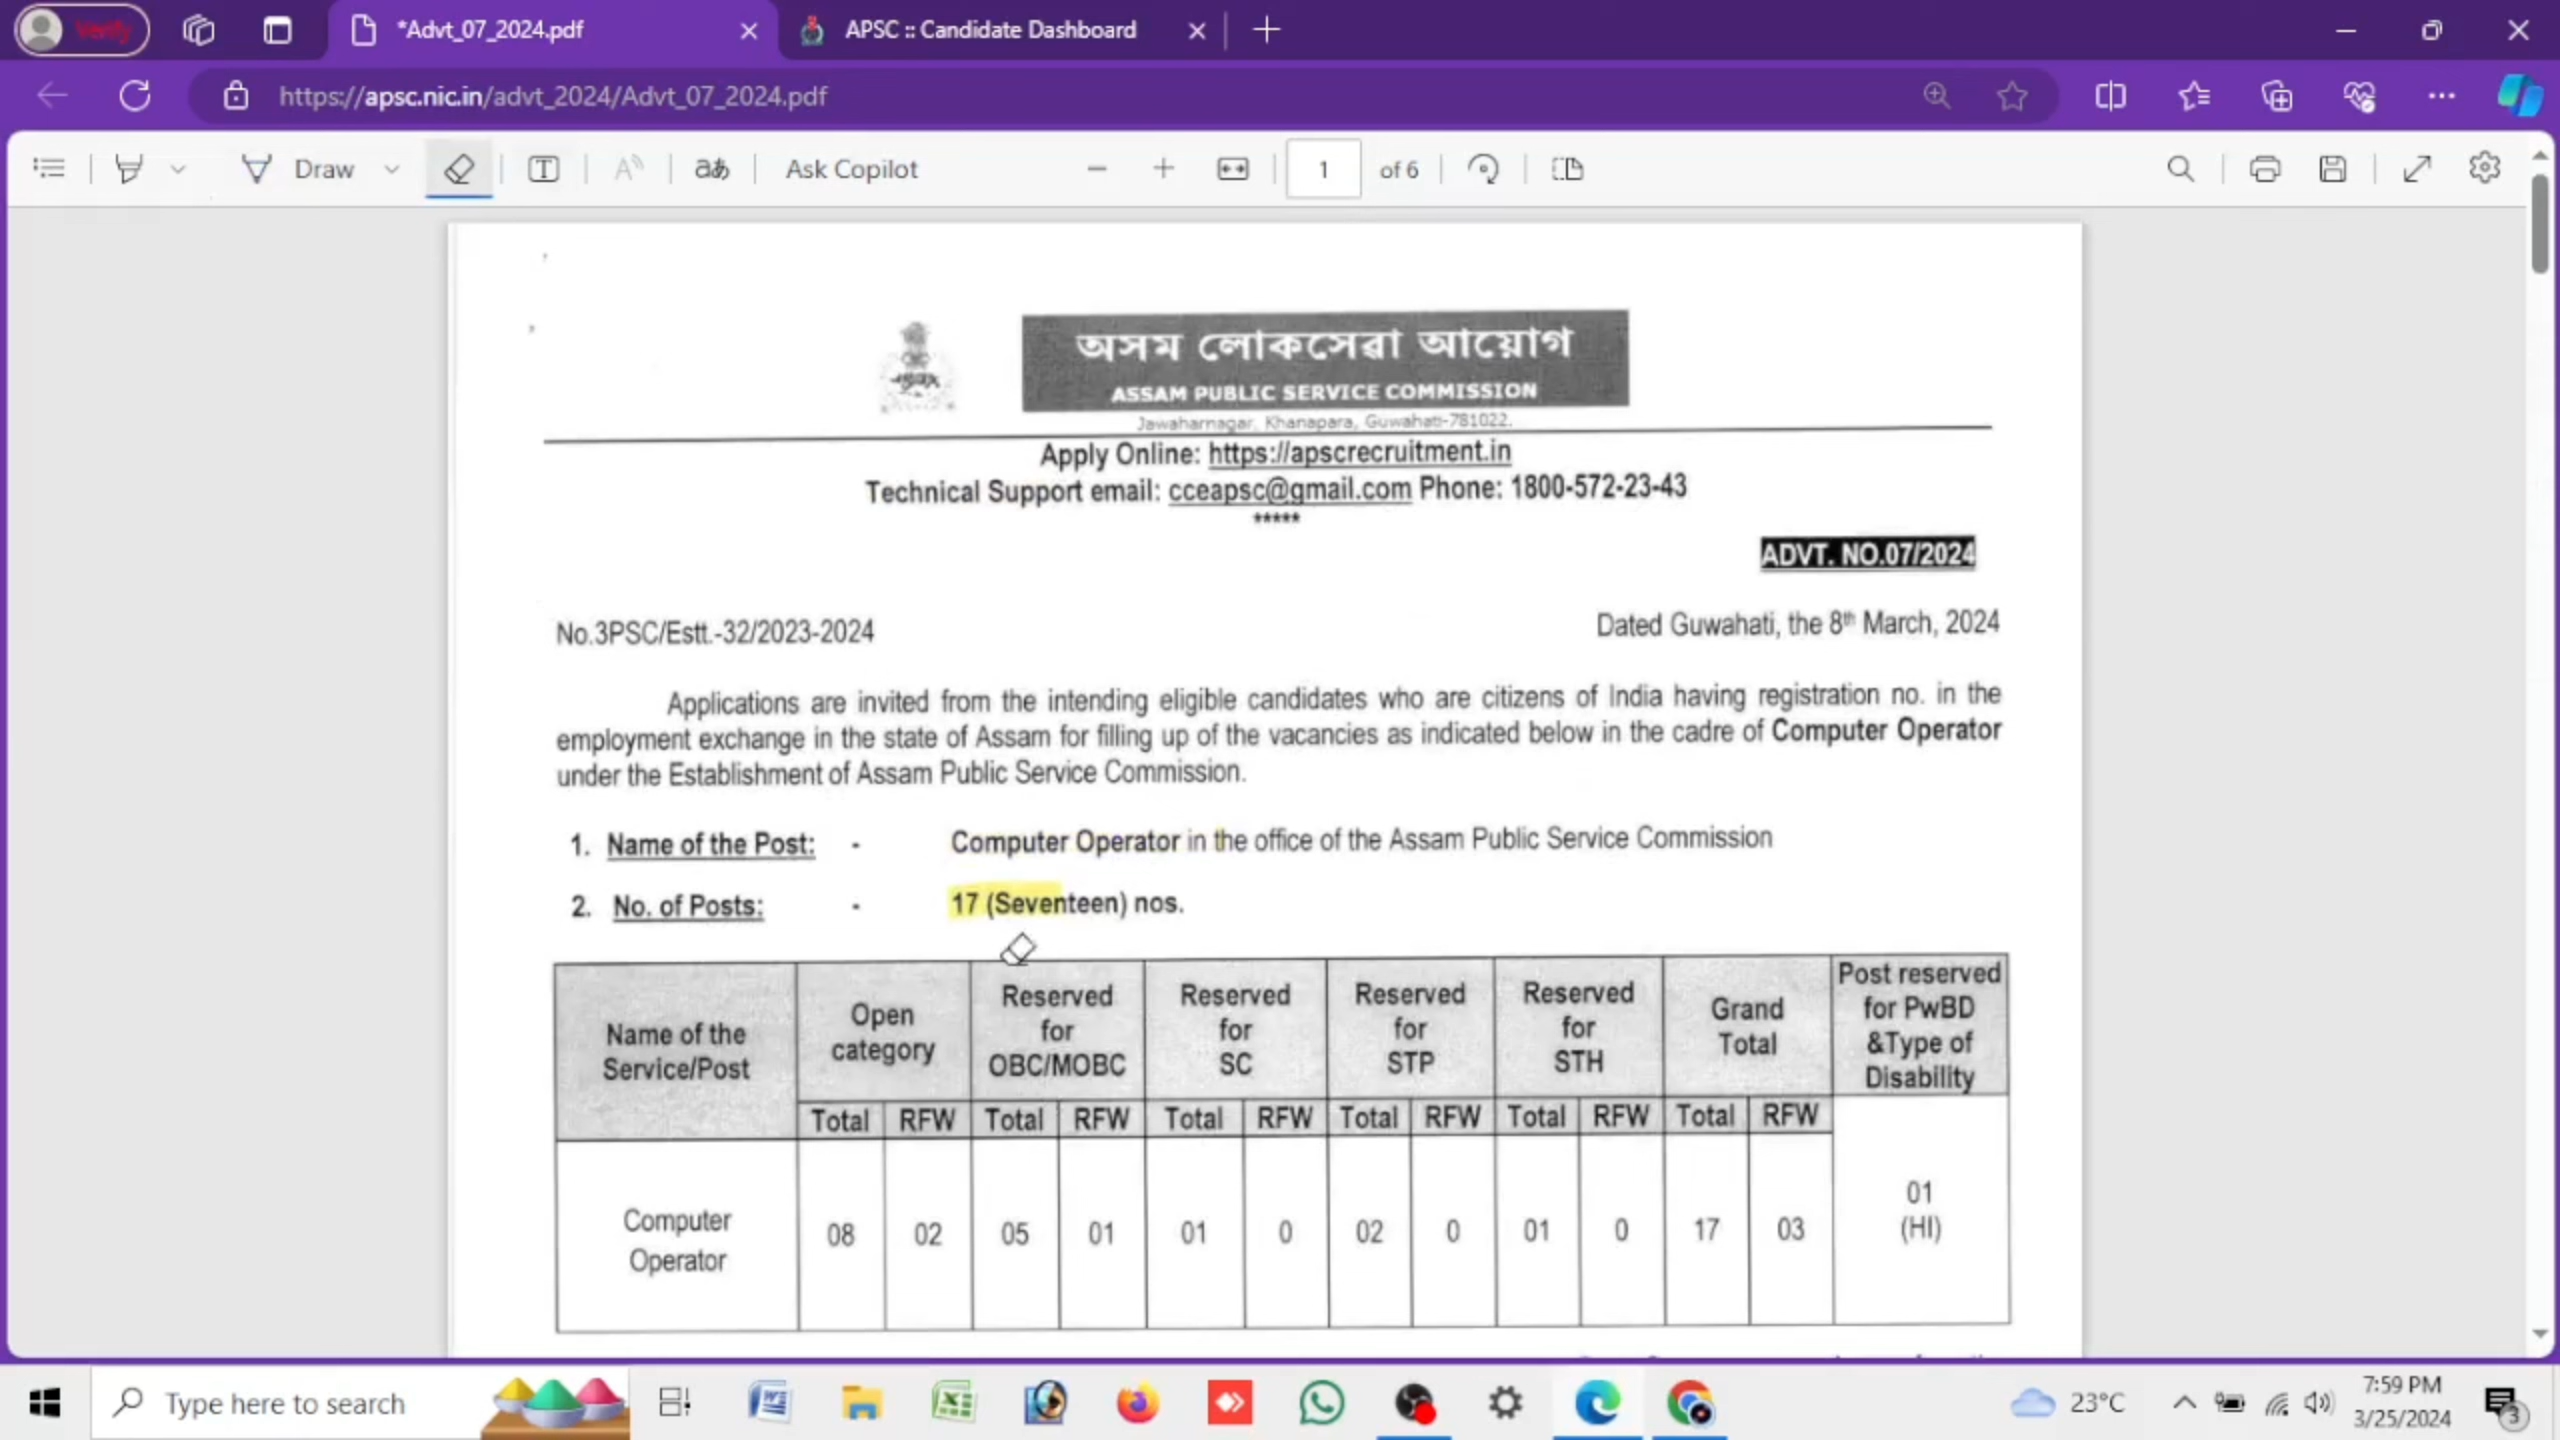 Verify
*Advt_07_2024.pdf
APSC :: Candidate Dashboard
https://apsc.nic.in/advt_2024/Advt_07_2024.pdf
Draw
T
aあ
Ask Copilot
1 of 6
অসম লোকসেৱা আয়োগ
ASSAM PUBLIC SERVICE COMMISSION
Jawaharnagar, Khanapara, Guwahati-781022.
Apply Online: https://apscrecruitment.in
Technical Support email: cceapsc@gmail.com Phone: 1800-572-23-43
*****
ADVT. NO.07/2024
No.3PSC/Estt.-32/2023-2024
Dated Guwahati, the 8th March, 2024
Applications are invited from the intending eligible candidates who are citizens of India having registration no. in the
employment exchange in the state of Assam for filling up of the vacancies as indicated below in the cadre of Computer Operator
under the Establishment of Assam Public Service Commission.
1. Name of the Post: - Computer Operator in the office of the Assam Public Service Commission
2. No. of Posts: - 17 (Seventeen) nos.
Name of the Service/Post
Open category
Reserved for OBC/MOBC
Reserved for SC
Reserved for STP
Reserved for STH
Grand Total
Post reserved for PwBD &Type of Disability
Total RFW Total RFW Total RFW Total RFW Total RFW Total RFW
Computer Operator 08 02 05 01 01 0 02 0 01 0 17 03 01 (HI)
Type here to search
23°C
7:59 PM
3/25/2024
3